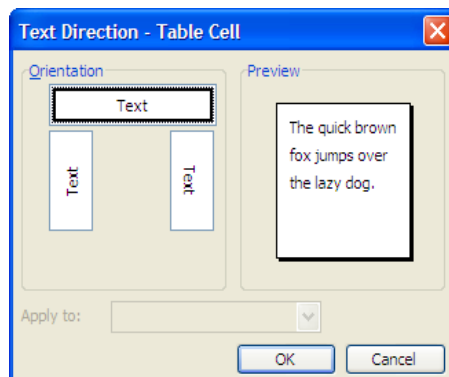 Text Direction - Table Cell
Orientation
Text
Text
Text
Preview
The quick brown
fox jumps over
the lazy dog.
Apply to:
OK
Cancel